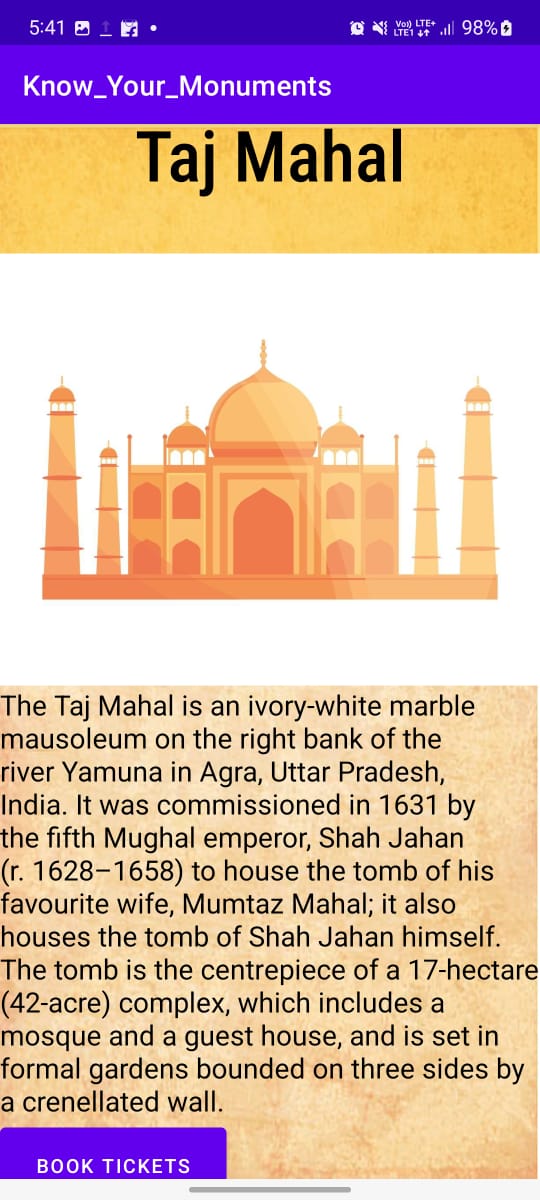 5:41
Vo)) LTE+
LTE1
98%
Know_Your_Monuments
Taj Mahal
The Taj Mahal is an ivory-white marble
mausoleum on the right bank of the
river Yamuna in Agra, Uttar Pradesh,
India. It was commissioned in 1631 by
the fifth Mughal emperor, Shah Jahan
(r. 1628–1658) to house the tomb of his
favourite wife, Mumtaz Mahal; it also
houses the tomb of Shah Jahan himself.
The tomb is the centrepiece of a 17-hectare
(42-acre) complex, which includes a
mosque and a guest house, and is set in
formal gardens bounded on three sides by
a crenellated wall.
BOOK TICKETS